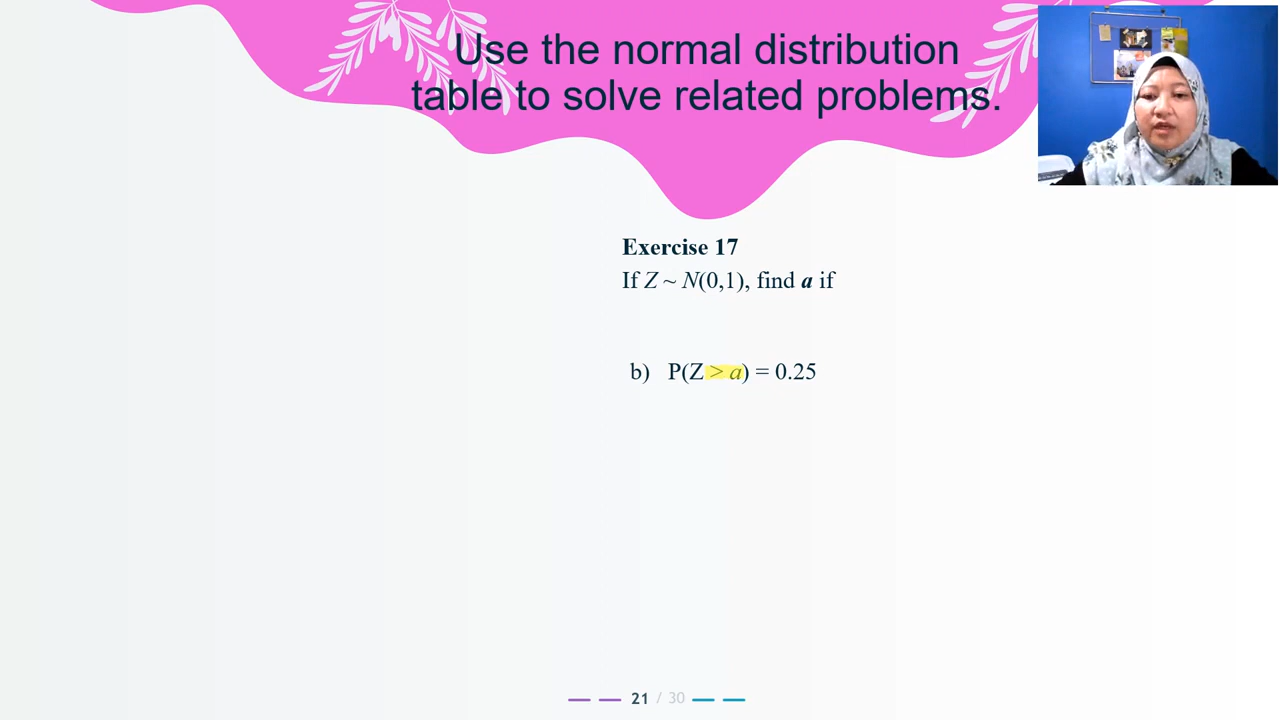 Use the normal distribution
table to solve related problems.
Exercise 17
If Z ~ N(0,1), find a if
b) P(Z > a) = 0.25
21 / 30